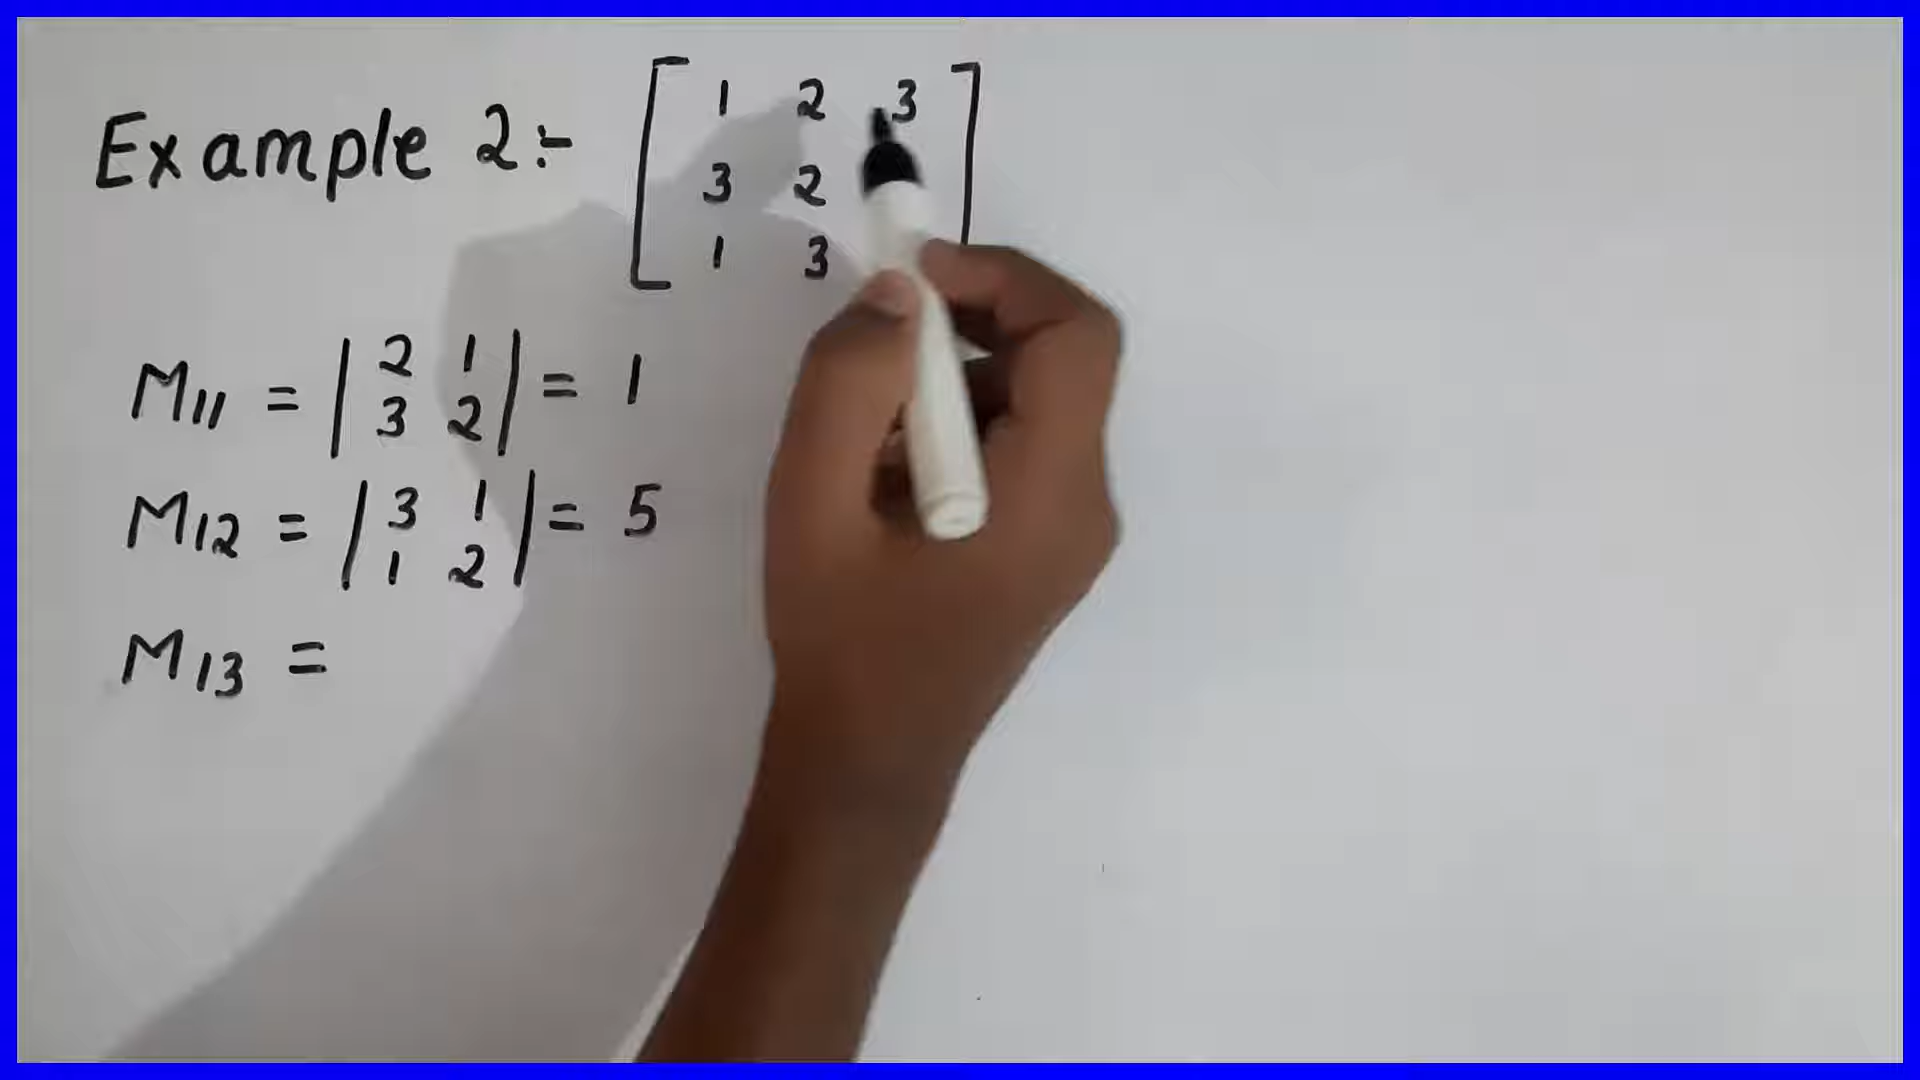 Example 2:-
1 2 3
3 2
1 3
M11 = | 2 1 | = 1
3 2
M12 = | 3 1 | = 5
1 2
M13 =